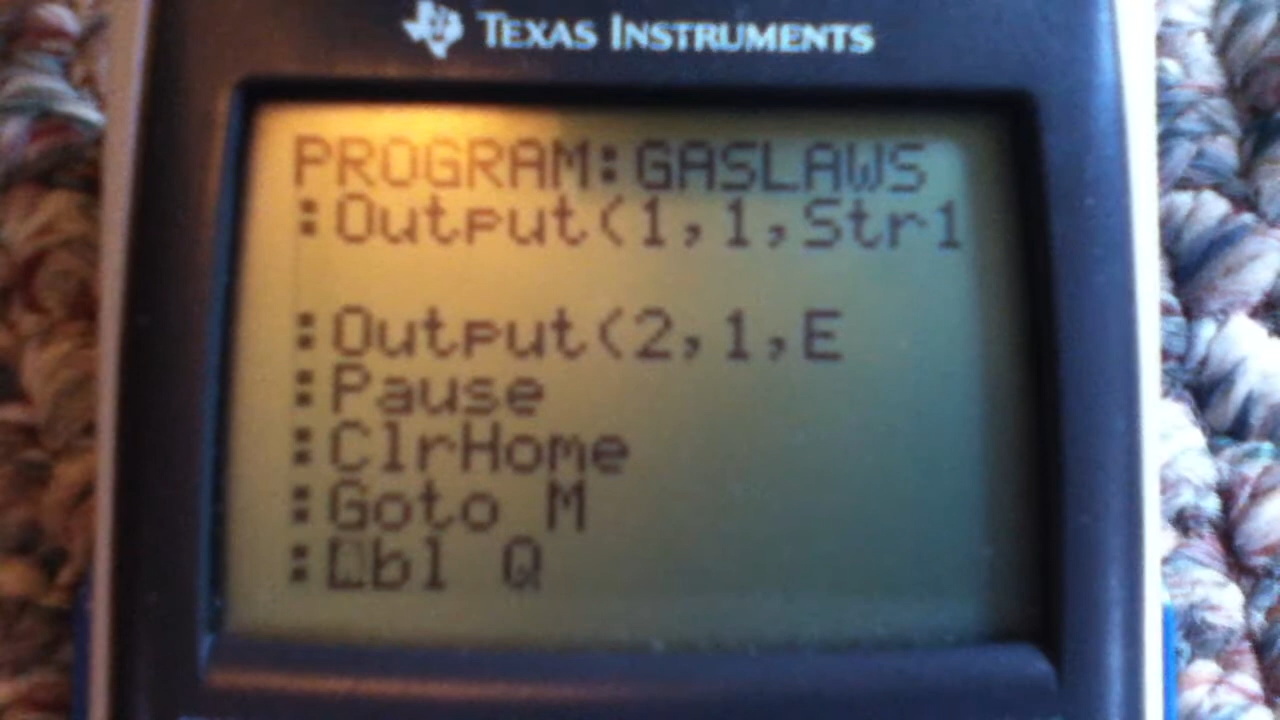 TEXAS INSTRUMENTS
PROGRAM:GASLAWS
:Output(1,1,Str1
:Output(2,1,E
:Pause
:ClrHome
:Goto M
:Lbl Q